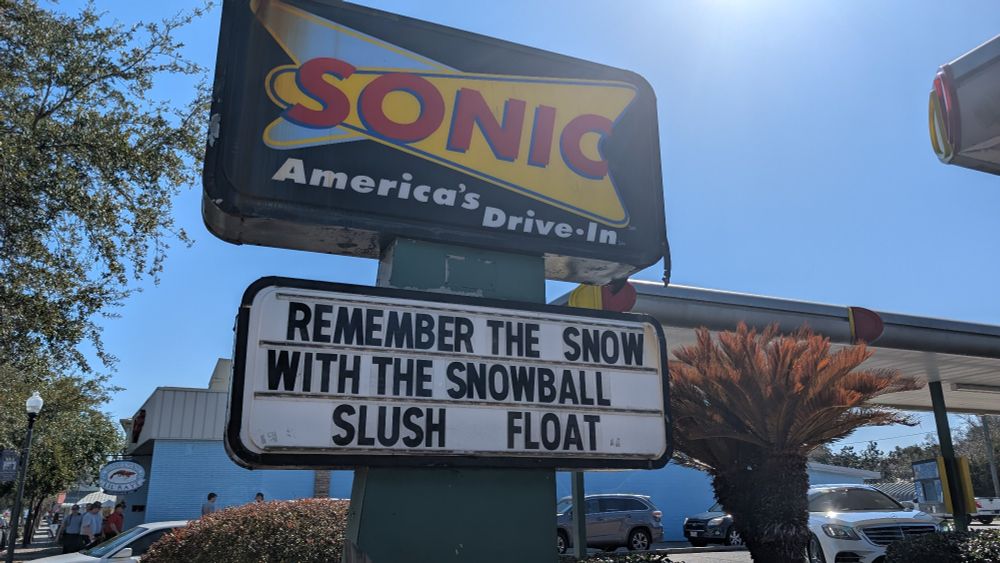 SONIC
America's Drive-In
REMEMBER THE SNOW
WITH THE SNOWBALL
SLUSH FLOAT